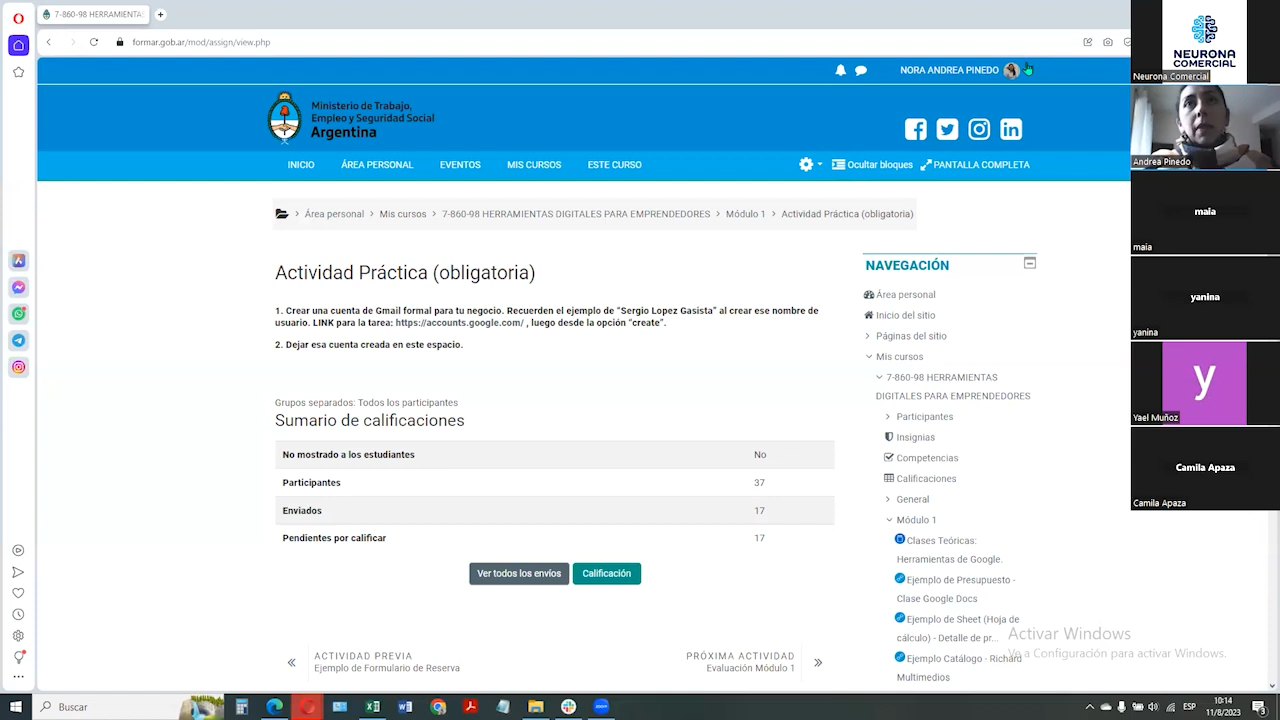 7-860-98 HERRAMIENTAS
formar.gob.ar/mod/assign/view.php
NORA ANDREA PINEDO
Ministerio de Trabajo,
Empleo y Seguridad Social
Argentina
INICIO
ÁREA PERSONAL
EVENTOS
MIS CURSOS
ESTE CURSO
Ocultar bloques
PANTALLA COMPLETA
Área personal > Mis cursos > 7-860-98 HERRAMIENTAS DIGITALES PARA EMPRENDEDORES > Módulo 1 > Actividad Práctica (obligatoria)
Actividad Práctica (obligatoria)
1. Crear una cuenta de Gmail formal para tu negocio. Recuerden el ejemplo de “Sergio Lopez Gasista” al crear ese nombre de
usuario. LINK para la tarea: https://accounts.google.com/ , luego desde la opción “create”.
2. Dejar esa cuenta creada en este espacio.
Grupos separados: Todos los participantes
Sumario de calificaciones
No mostrado a los estudiantes No
Participantes 37
Enviados 17
Pendientes por calificar 17
Ver todos los envíos
Calificación
ACTIVIDAD PREVIA
Ejemplo de Formulario de Reserva
PRÓXIMA ACTIVIDAD
Evaluación Módulo 1
NAVEGACIÓN
Área personal
Inicio del sitio
Páginas del sitio
Mis cursos
7-860-98 HERRAMIENTAS
DIGITALES PARA EMPRENDEDORES
Participantes
Insignias
Competencias
Calificaciones
General
Módulo 1
Clases Teóricas:
Herramientas de Google.
Ejemplo de Presupuesto -
Clase Google Docs
Ejemplo de Sheet (Hoja de
cálculo) - Detalle de pr...
Ejemplo Catálogo - Richard
Multimedios
Activar Windows
Ve a Configuración para activar Windows.
NEURONA
COMERCIAL
Neurona Comercial
Andrea Pinedo
maia
maia
yanina
yanina
y
Yael Muñoz
Camila Apaza
Camila Apaza
Buscar
ESP
10:14
11/8/2023